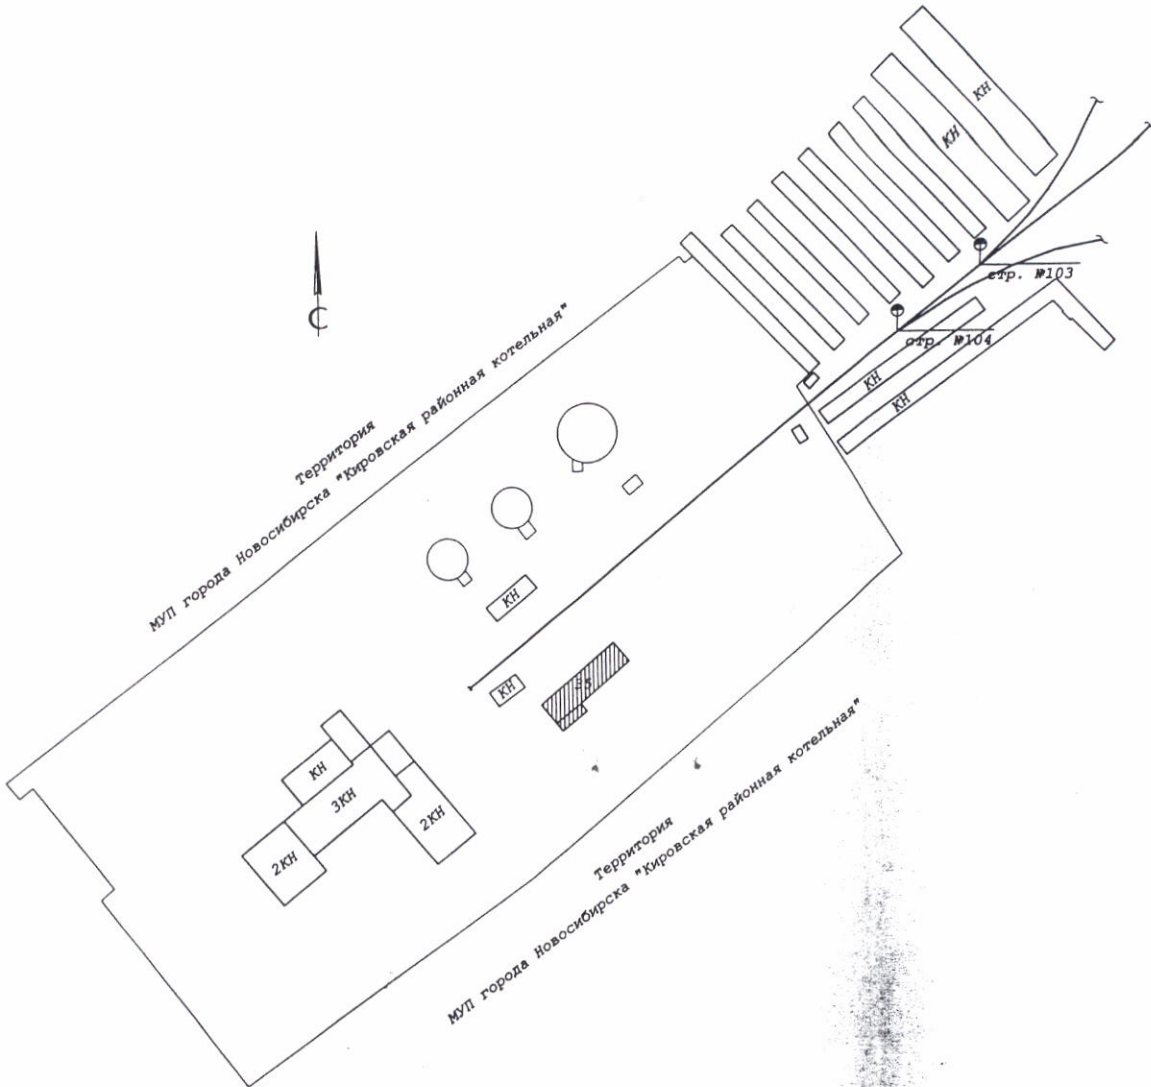 КН
КН
стр. №103
стр. №104
КН
КН
С
Территория
МУП города Новосибирска "Кировская районная котельная"
КН
КН
КН
3КН
2КН
2КН
Территория
МУП города Новосибирска "Кировская районная котельная"